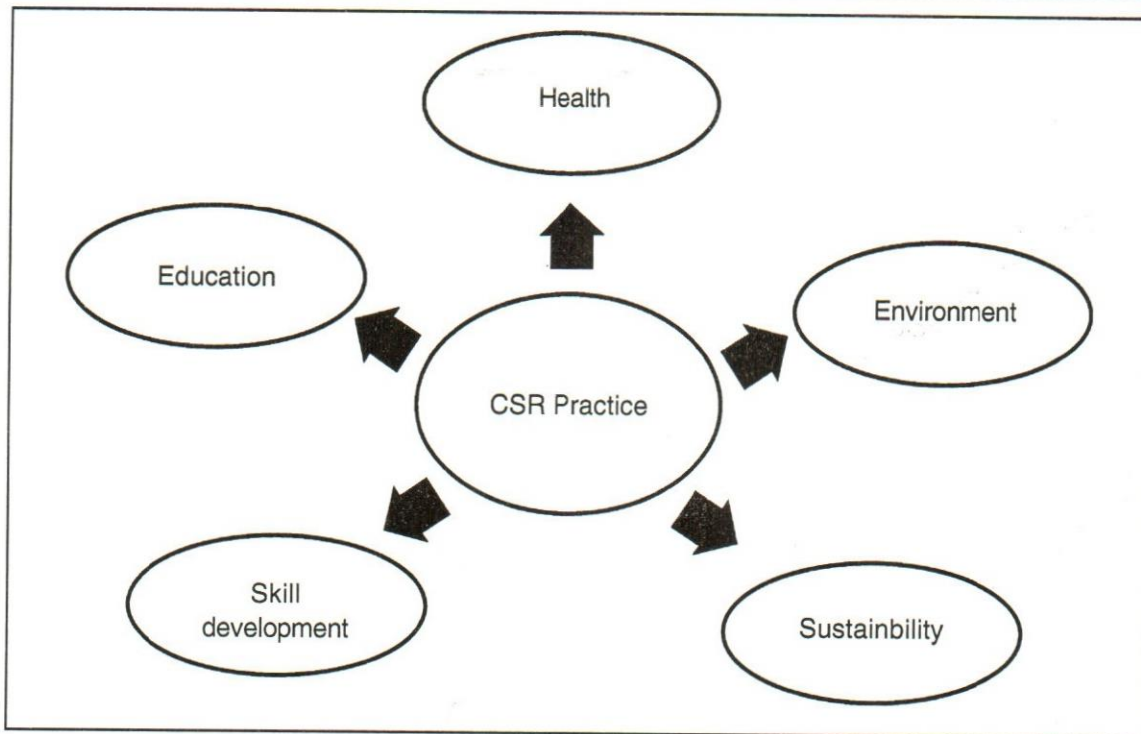 Health
Education
Environment
CSR Practice
Skill
development
Sustainbility